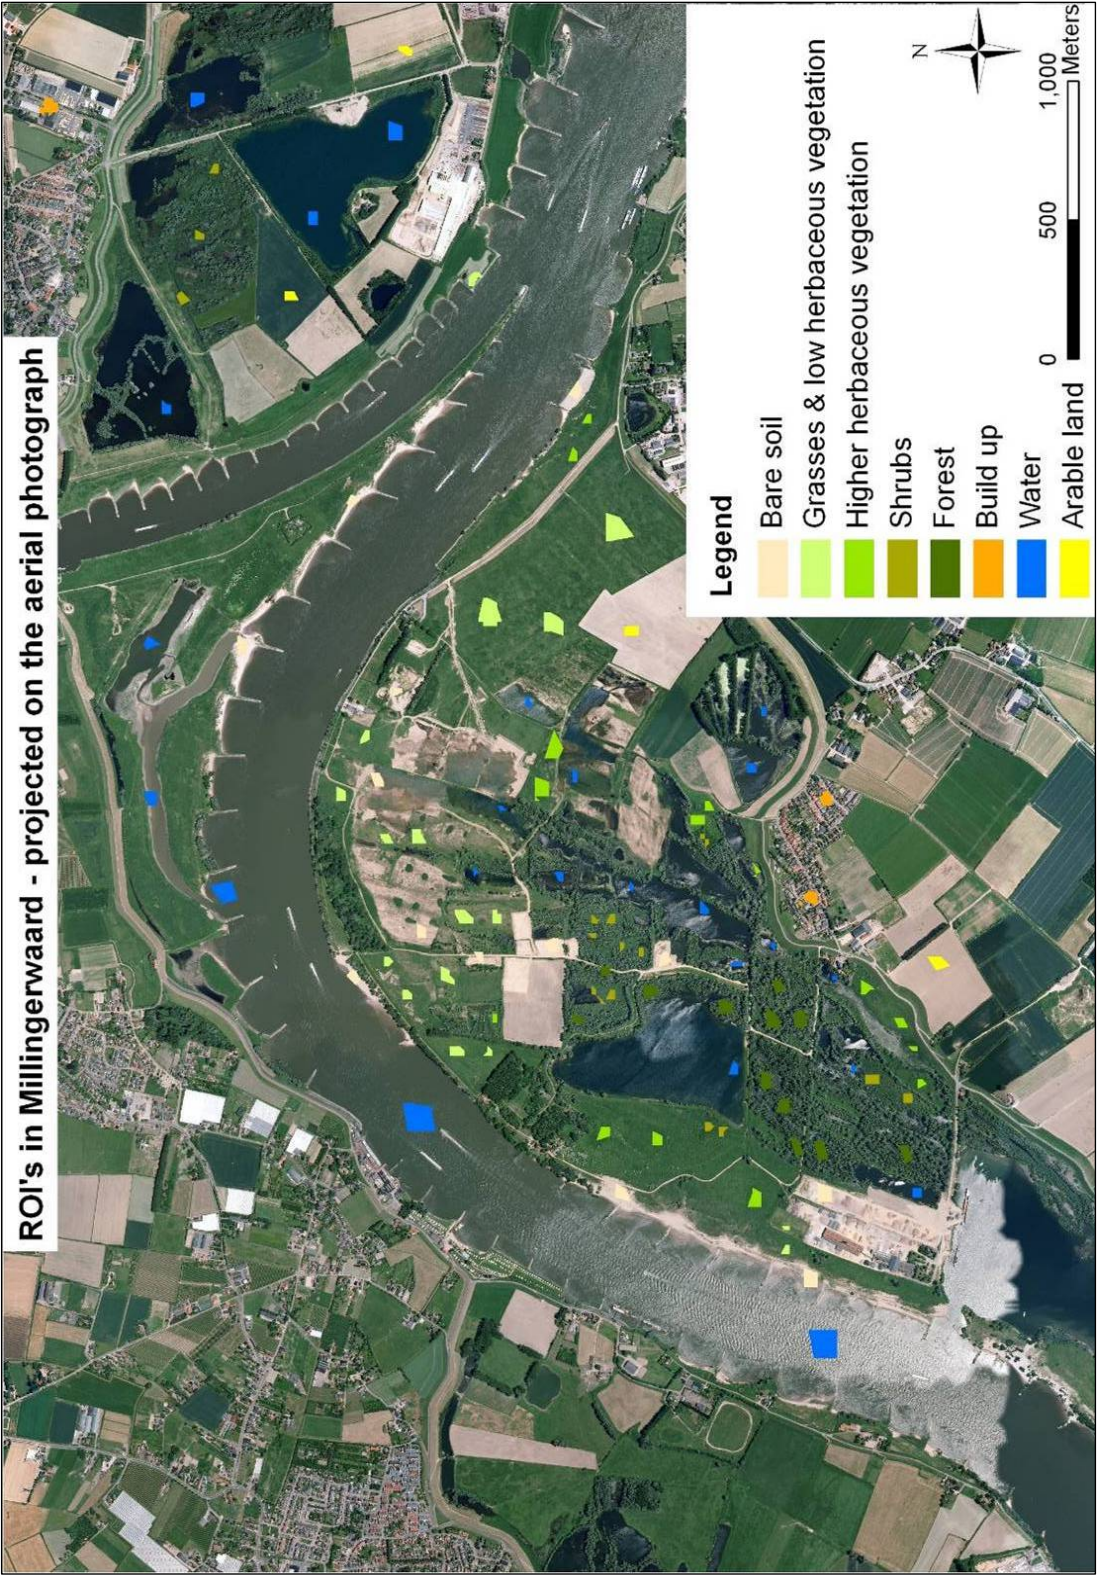 ROI's in Millingerwaard - projected on the aerial photograph
Legend
Bare soil
Grasses & low herbaceous vegetation
Higher herbaceous vegetation
Shrubs
Forest
Build up
Water
Arable land
N
0 500 1,000
Meters